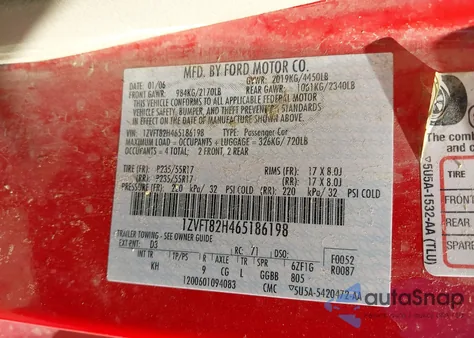 MFD. BY FORD MOTOR CO.
01/06
GVWR: 2019KG/4450LB
FRONT GAWR: 984KG/2170LB
REAR GAWR: 1061KG/2340LB
THIS VEHICLE CONFORMS TO ALL APPLICABLE FEDERAL MOTOR
VEHICLE SAFETY, BUMPER, AND THEFT PREVENTION STANDARDS
IN EFFECT ON THE DATE OF MANUFACTURE SHOWN ABOVE.
VIN: 1ZVFT82H465186198 TYPE: Passenger-Car
MAXIMUM LOAD = OCCUPANTS + LUGGAGE = 326KG / 720LB
OCCUPANTS = 4 TOTAL: 2 FRONT, 2 REAR
TIRES (FR): P235/55R17 RIMS (FR): 17 X 8.0J
(RR): P235/55R17 (RR): 17 X 8.0J
PRESSURE (FR): kPa/ 32 PSI COLD (RR) 220 kPa/ 32 PSI COLD
1ZVFT82H465186198
TRAILER TOWING - SEE OWNER GUIDE
EXT PNT: D3 RC: 71 DSO: F0052
INT TR TP/PS R AXLE TR SPR 6ZF1G R0087
KH 9 CG L GGBB 805
1200601094083 CMC 5U5A-5420472-AA
5U5A-1532-AA (TLU)
The combi
TIRE
FRONT
REAR
autoSnap